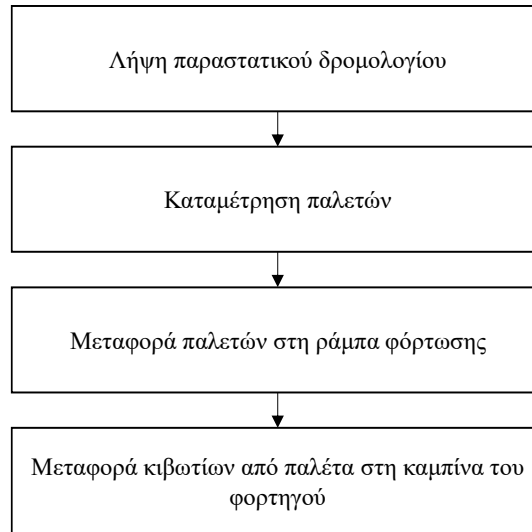 Λήψη παραστατικού δρομολογίου
Καταμέτρηση παλετών
Μεταφορά παλετών στη ράμπα φόρτωσης
Μεταφορά κιβωτίων από παλέτα στη καμπίνα του
φορτηγού